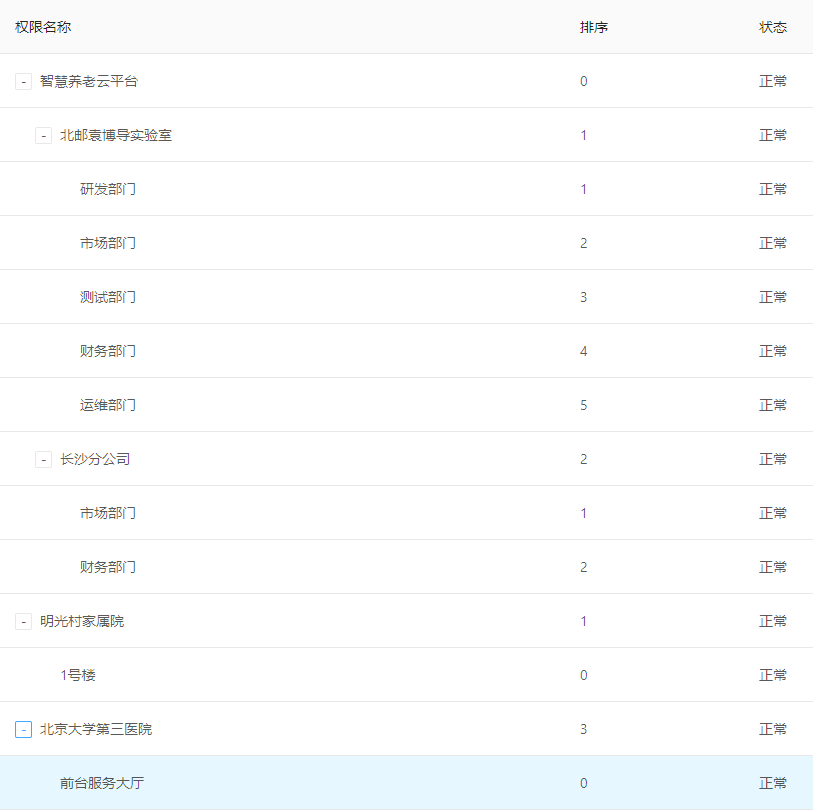 权限名称 排序 状态
- 智慧养老云平台 0 正常
- 北邮袁博导实验室 1 正常
研发部门 1 正常
市场部门 2 正常
测试部门 3 正常
财务部门 4 正常
运维部门 5 正常
- 长沙分公司 2 正常
市场部门 1 正常
财务部门 2 正常
- 明光村家属院 1 正常
1号楼 0 正常
- 北京大学第三医院 3 正常
前台服务大厅 0 正常